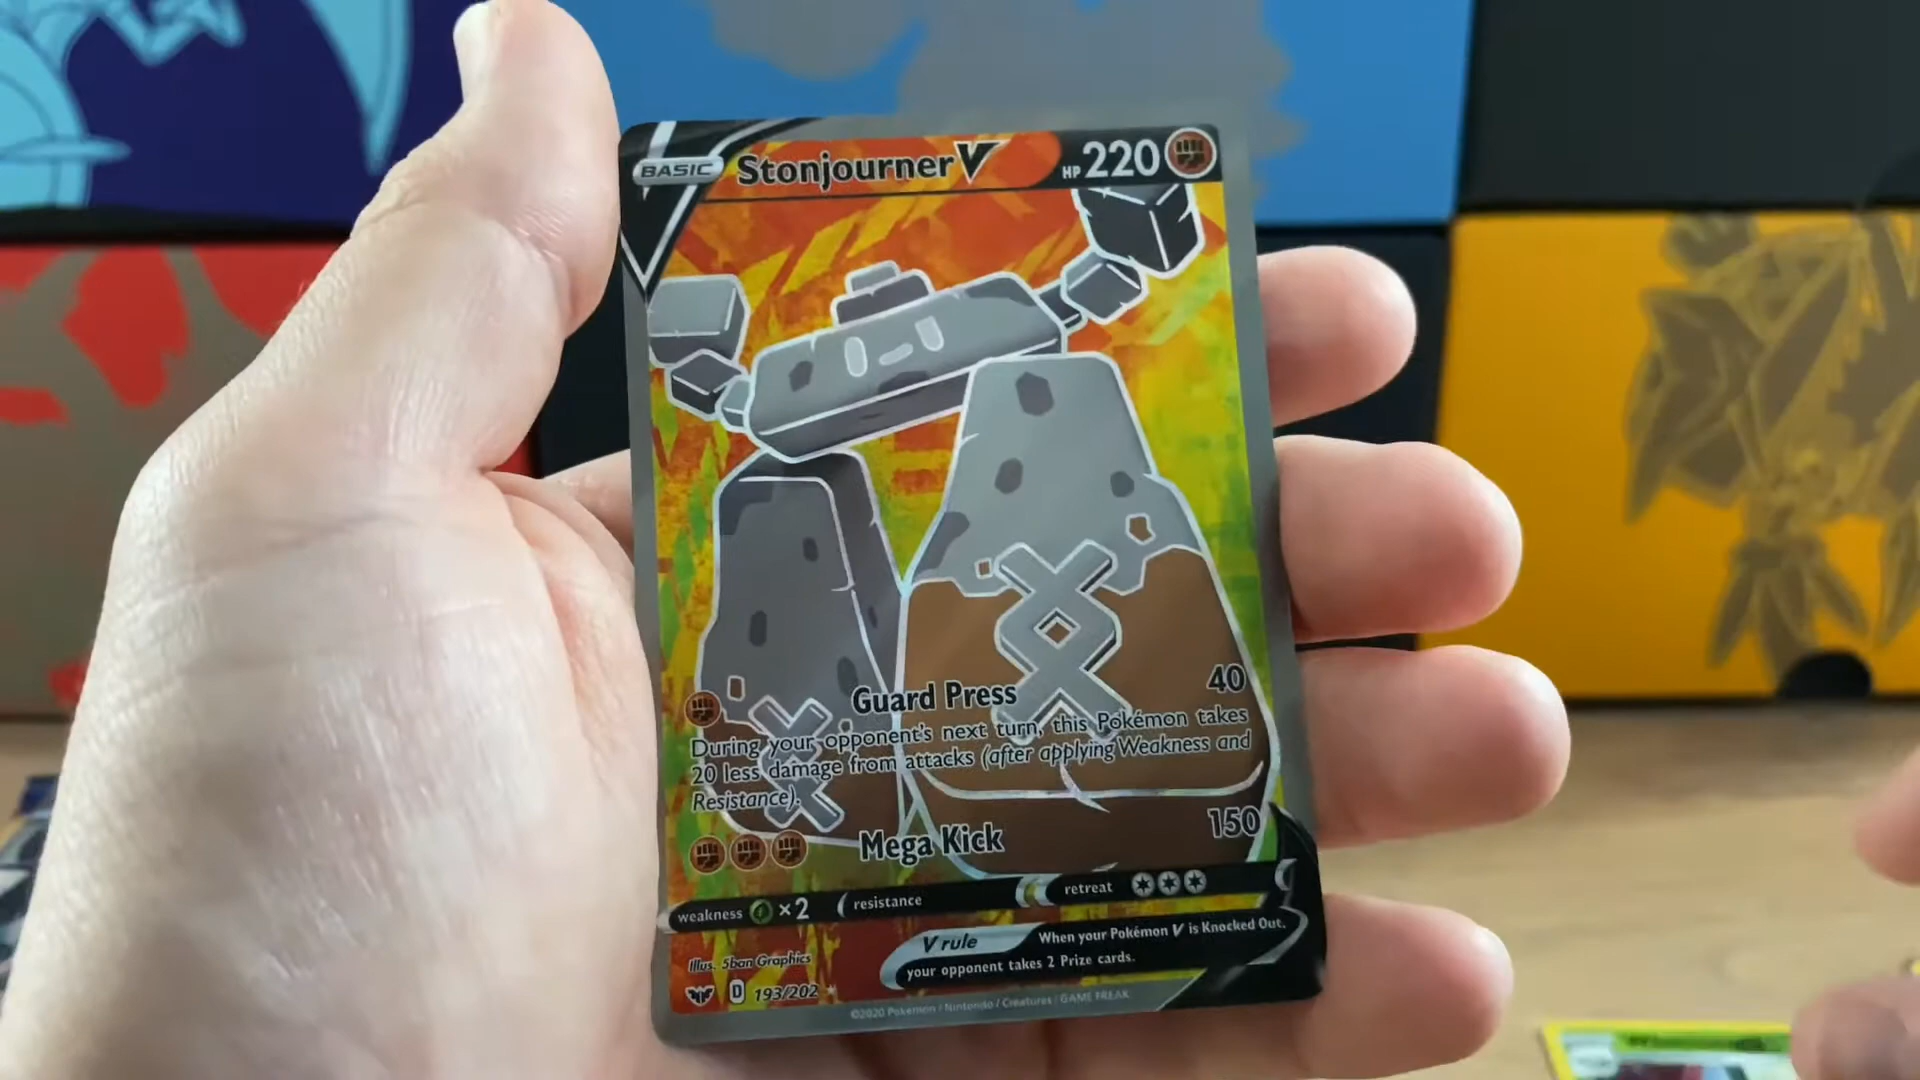 BASIC Stonjourner V HP 220
Guard Press 40
During your opponent's next turn, this Pokémon takes
20 less damage from attacks (after applying Weakness and
Resistance).
Mega Kick 150
weakness ×2 resistance retreat
V rule When your Pokémon V is Knocked Out,
your opponent takes 2 Prize cards.
Illus. 5ban Graphics
D 193/202
©2020 Pokémon / Nintendo / Creatures / GAME FREAK